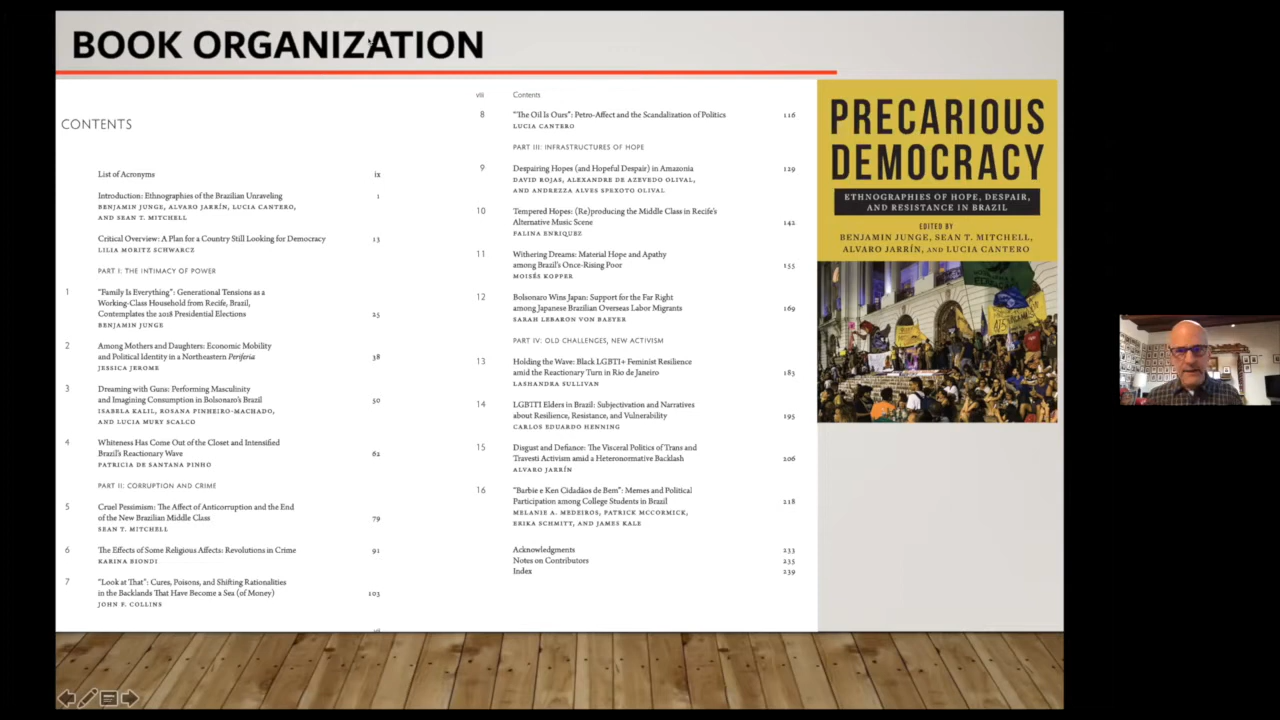 BOOK ORGANIZATION
CONTENTS
List of Acronyms ix
Introduction: Ethnographies of the Brazilian Unraveling 1
BENJAMIN JUNGE, ALVARO JARRÍN, LUCIA CANTERO,
AND SEAN T. MITCHELL
Critical Overview: A Plan for a Country Still Looking for Democracy 13
LILIA MORITZ SCHWARCZ
PART I: THE INTIMACY OF POWER
1 "Family Is Everything": Generational Tensions as a
Working-Class Household from Recife, Brazil,
Contemplates the 2018 Presidential Elections 25
BENJAMIN JUNGE
2 Among Mothers and Daughters: Economic Mobility
and Political Identity in a Northeastern Periferia 38
JESSICA JEROME
3 Dreaming with Guns: Performing Masculinity
and Imagining Consumption in Bolsonaro's Brazil 50
ISABELA KALIL, ROSANA PINHEIRO-MACHADO,
AND LUCIA MURY SCALCO
4 Whiteness Has Come Out of the Closet and Intensified
Brazil's Reactionary Wave 62
PATRICIA DE SANTANA PINHO
PART II: CORRUPTION AND CRIME
5 Cruel Pessimism: The Affect of Anticorruption and the End
of the New Brazilian Middle Class 79
SEAN T. MITCHELL
6 The Effects of Some Religious Affects: Revolutions in Crime 91
KARINA BIONDI
7 "Look at That": Cures, Poisons, and Shifting Rationalities
in the Backlands That Have Become a Sea (of Money) 103
JOHN F. COLLINS
viii Contents
8 "The Oil Is Ours": Petro-Affect and the Scandalization of Politics 116
LUCIA CANTERO
PART III: INFRASTRUCTURES OF HOPE
9 Despairing Hopes (and Hopeful Despair) in Amazonia 129
DAVID ROJAS, ALEXANDRE DE AZEVEDO OLIVAL,
AND ANDREZZA ALVES SPEXOTO OLIVAL
10 Tempered Hopes: (Re)producing the Middle Class in Recife's
Alternative Music Scene 142
FALINA ENRIQUEZ
11 Withering Dreams: Material Hope and Apathy
among Brazil's Once-Rising Poor 155
MOISÉS KOPPER
12 Bolsonaro Wins Japan: Support for the Far Right
among Japanese Brazilian Overseas Labor Migrants 169
SARAH LEBARON VON BAEYER
PART IV: OLD CHALLENGES, NEW ACTIVISM
13 Holding the Wave: Black LGBTI+ Feminist Resilience
amid the Reactionary Turn in Rio de Janeiro 183
LASHANDRA SULLIVAN
14 LGBTTI Elders in Brazil: Subjectivation and Narratives
about Resilience, Resistance, and Vulnerability 195
CARLOS EDUARDO HENNING
15 Disgust and Defiance: The Visceral Politics of Trans and
Travesti Activism amid a Heteronormative Backlash 206
ALVARO JARRÍN
16 "Barbie e Ken Cidadãos de Bem": Memes and Political
Participation among College Students in Brazil 218
MELANIE A. MEDEIROS, PATRICK MCCORMICK,
ERIKA SCHMITT, AND JAMES KALE
Acknowledgments 233
Notes on Contributors 235
Index 239
PRECARIOUS
DEMOCRACY
ETHNOGRAPHIES OF HOPE, DESPAIR,
AND RESISTANCE IN BRAZIL
EDITED BY
BENJAMIN JUNGE, SEAN T. MITCHELL,
ALVARO JARRÍN, AND LUCIA CANTERO